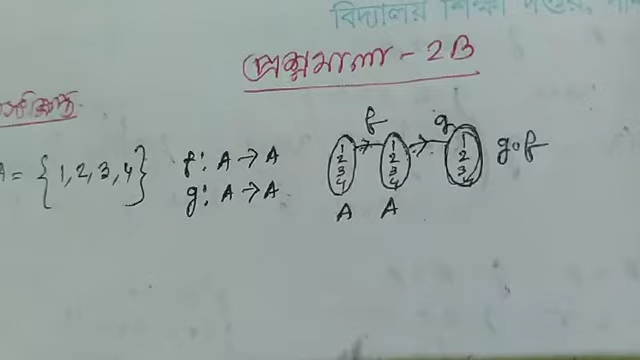 বিদ্যালয় শিক্ষা
প্রশ্নমালা - 2B
A = {1, 2, 3, 4}
f: A → A
g: A → A
f
g
1 2 3 4
1 2 3 4
1 2 3 4
g∘f
A
A